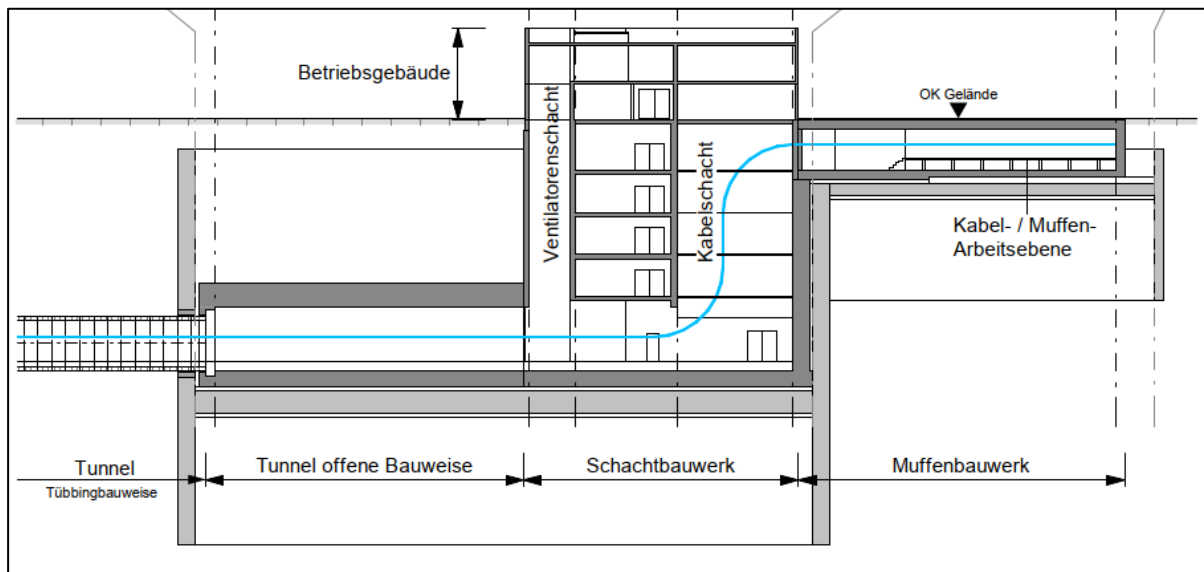 Betriebsgebäude
OK Gelände
Ventilatorenschacht
Kabelschacht
Kabel- / Muffen-
Arbeitsebene
Tunnel
Tübbingbauweise
Tunnel offene Bauweise
Schachtbauwerk
Muffenbauwerk